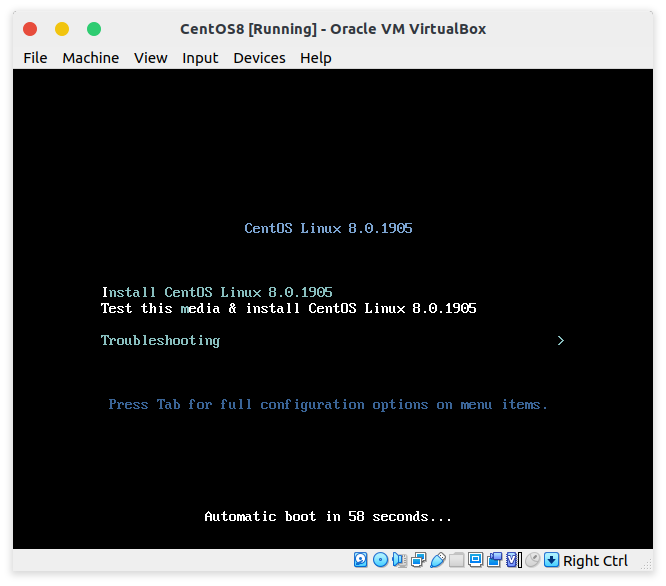 CentOS8 [Running] - Oracle VM VirtualBox
File Machine View Input Devices Help
CentOS Linux 8.0.1905
Install CentOS Linux 8.0.1905
Test this media & install CentOS Linux 8.0.1905
Troubleshooting >
Press Tab for full configuration options on menu items.
Automatic boot in 58 seconds...
Right Ctrl